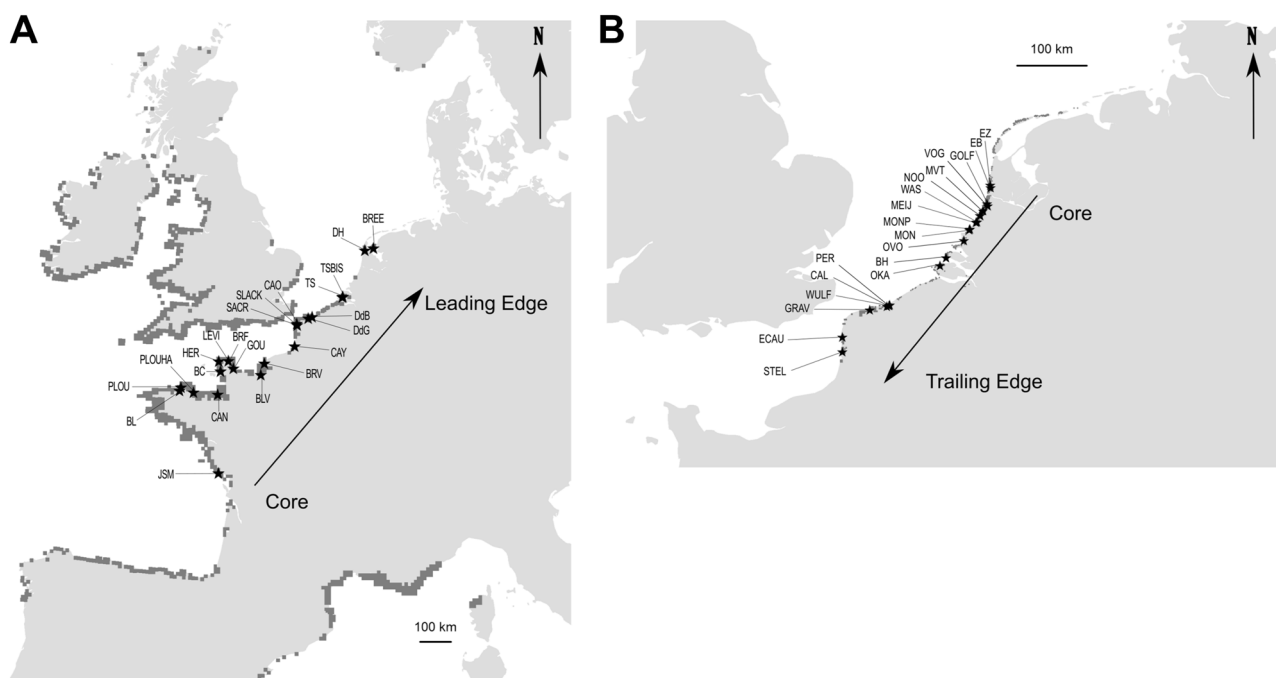 A
N
BREE
DH
TSBIS
TS
CAO
SLACK
SACR
DdB
DdG
Leading Edge
LEVI
BRF
GOU
HER
CAY
PLOUHA
BC
BRV
PLOU
BLV
BL
CAN
JSM
Core
100 km
B
100 km
N
EZ
EB
GOLF
VOG
MVT
NOO
WAS
MEIJ
Core
MONP
MON
OVO
BH
PER
OKA
CAL
WULF
GRAV
ECAU
STEL
Trailing Edge